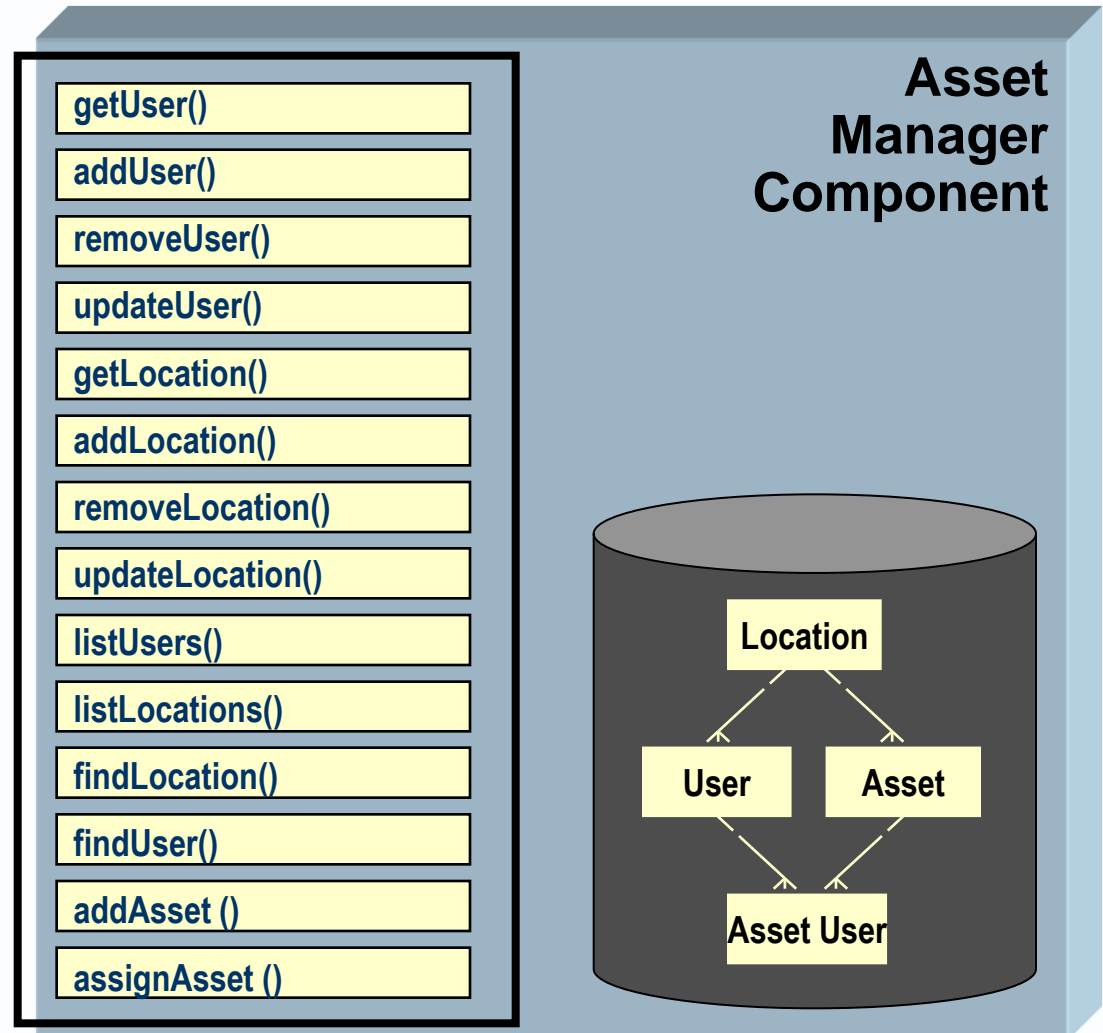 Asset
Manager
Component
getUser()
addUser()
removeUser()
updateUser()
getLocation()
addLocation()
removeLocation()
updateLocation()
listUsers()
listLocations()
findLocation()
findUser()
addAsset ()
assignAsset ()
Location
User
Asset
Asset User